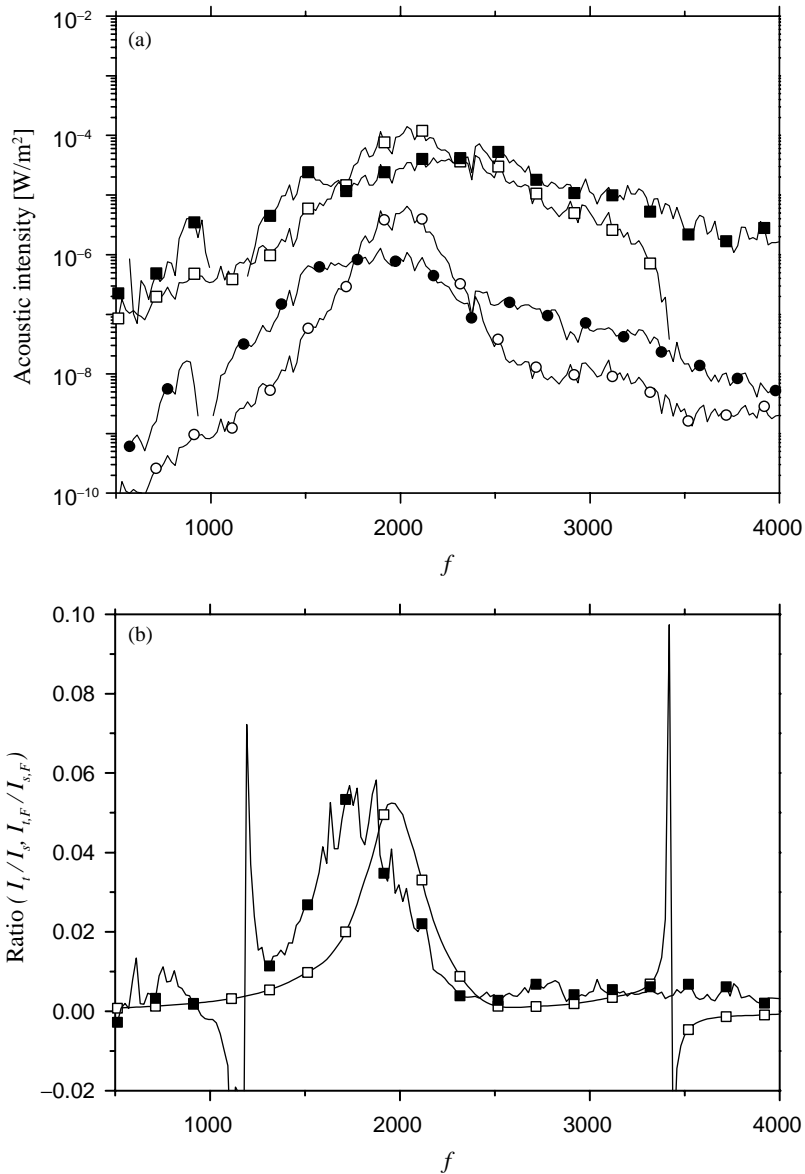 10⁻²
(a)
10⁻⁴
10⁻⁶
10⁻⁸
10⁻¹⁰
Acoustic intensity [W/m²]
1000 2000 3000 4000
f
0.10
(b)
0.08
0.06
0.04
0.02
0.00
–0.02
Ratio ( I_t / I_s, I_{t,F} / I_{s,F} )
1000 2000 3000 4000
f